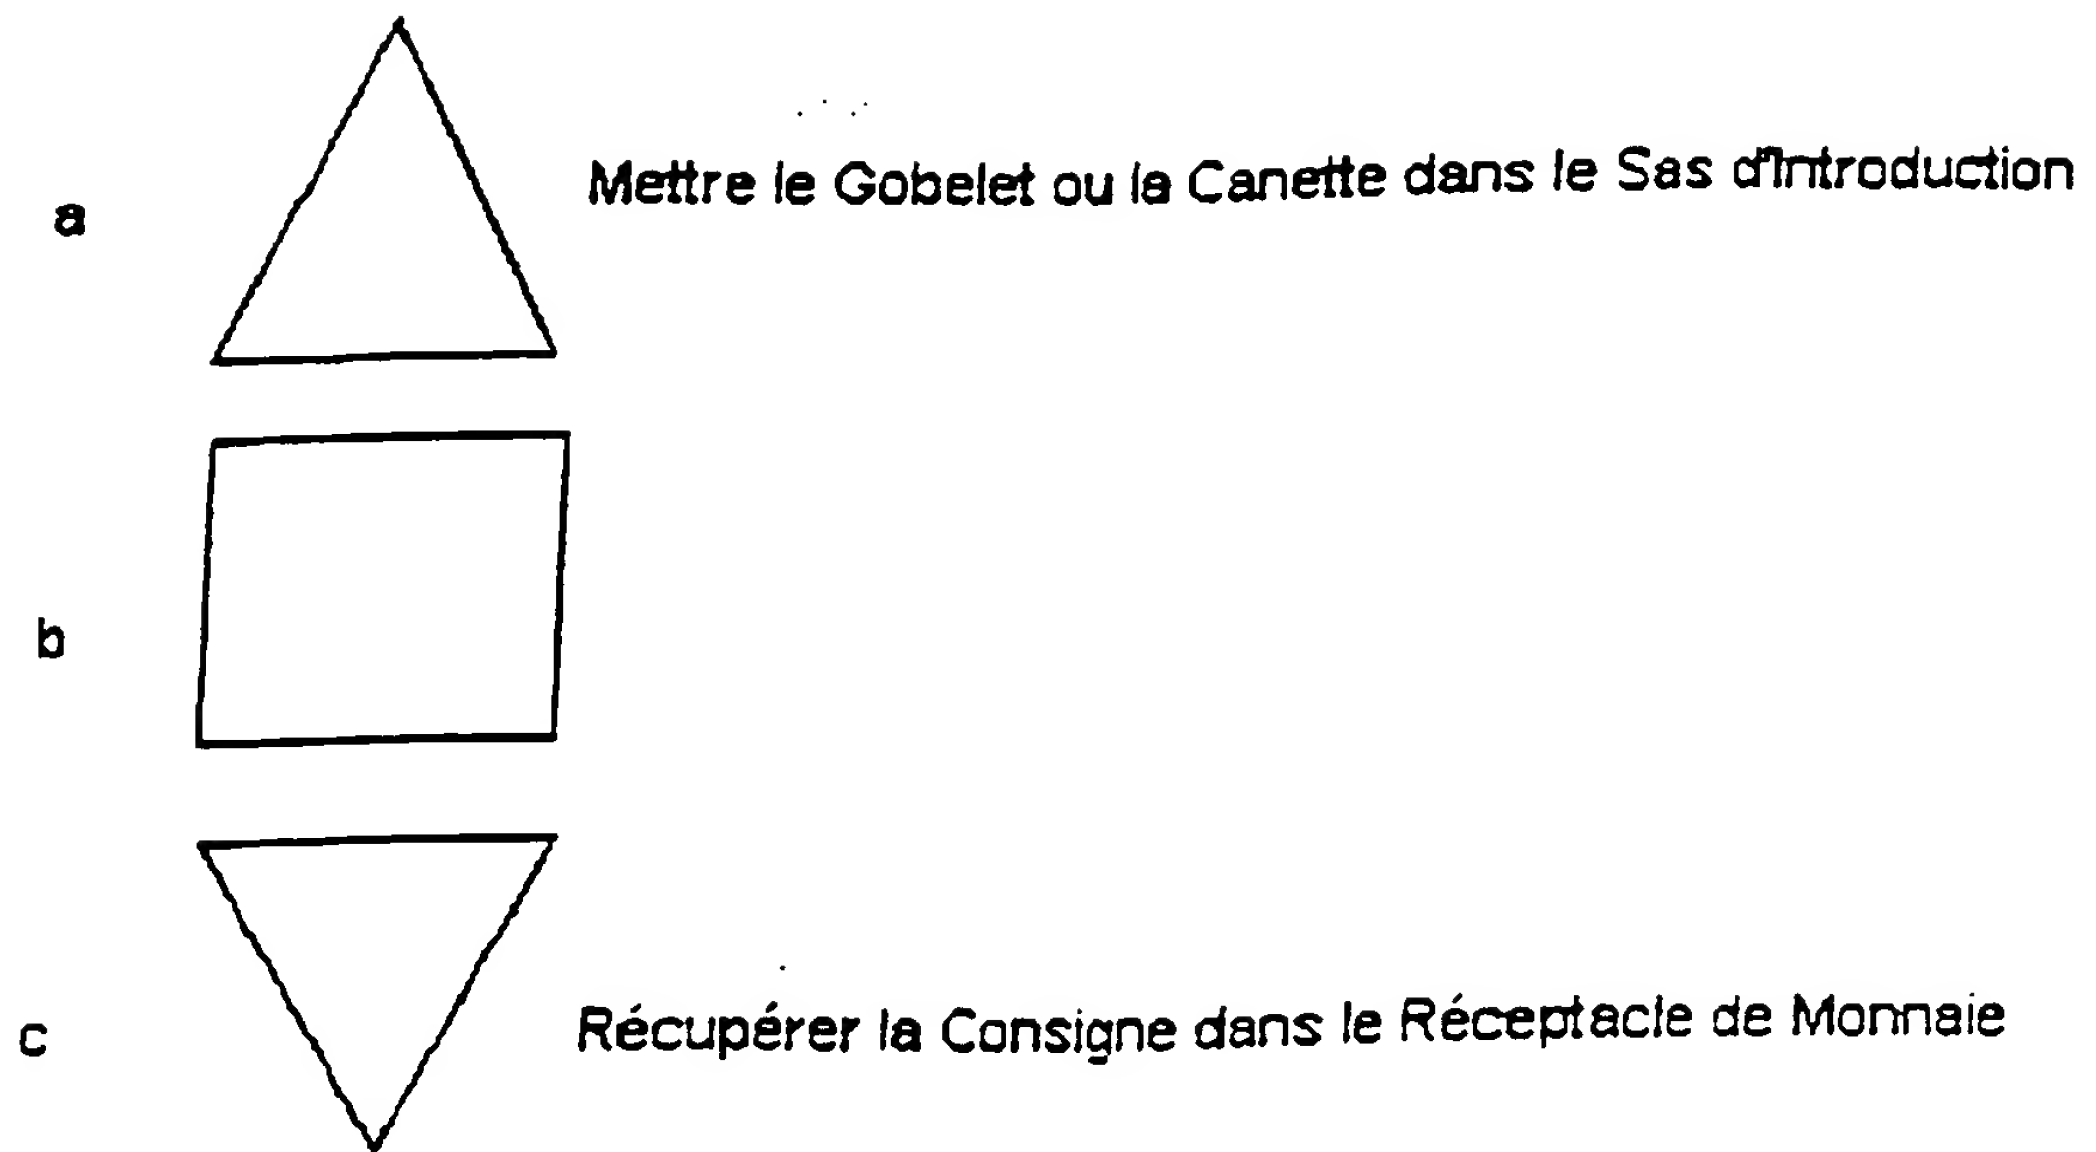 a
Mettre le Gobelet ou la Canette dans le Sas d'Introduction
b
c
Récupérer la Consigne dans le Réceptacle de Monnaie